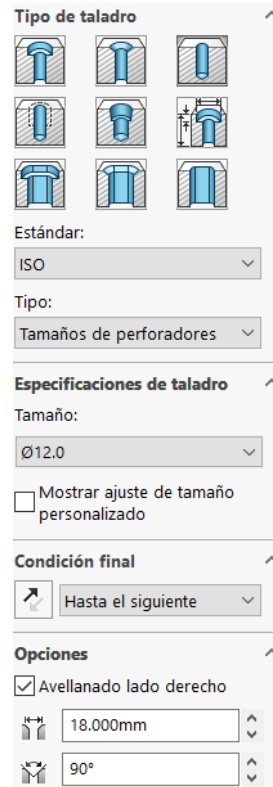 Tipo de taladro
Estándar:
ISO
Tipo:
Tamaños de perforadores
Especificaciones de taladro
Tamaño:
Ø12.0
Mostrar ajuste de tamaño
personalizado
Condición final
Hasta el siguiente
Opciones
Avellanado lado derecho
18.000mm
90°